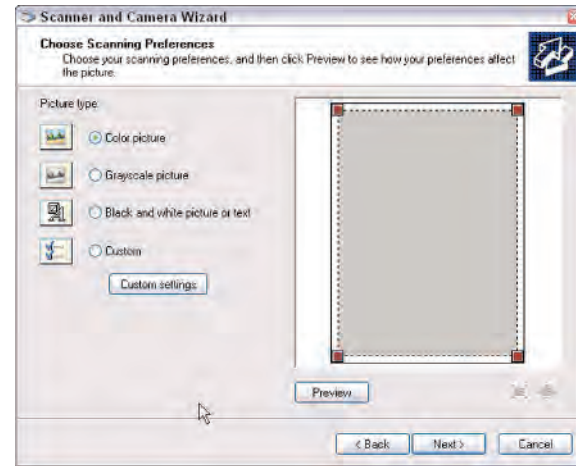 Scanner and Camera Wizard
Choose Scanning Preferences
Choose your scanning preferences, and then click Preview to see how your preferences affect
the picture.
Picture type:
Color picture
Grayscale picture
Black and white picture or text
Custom
Custom settings
Preview
< Back
Next >
Cancel